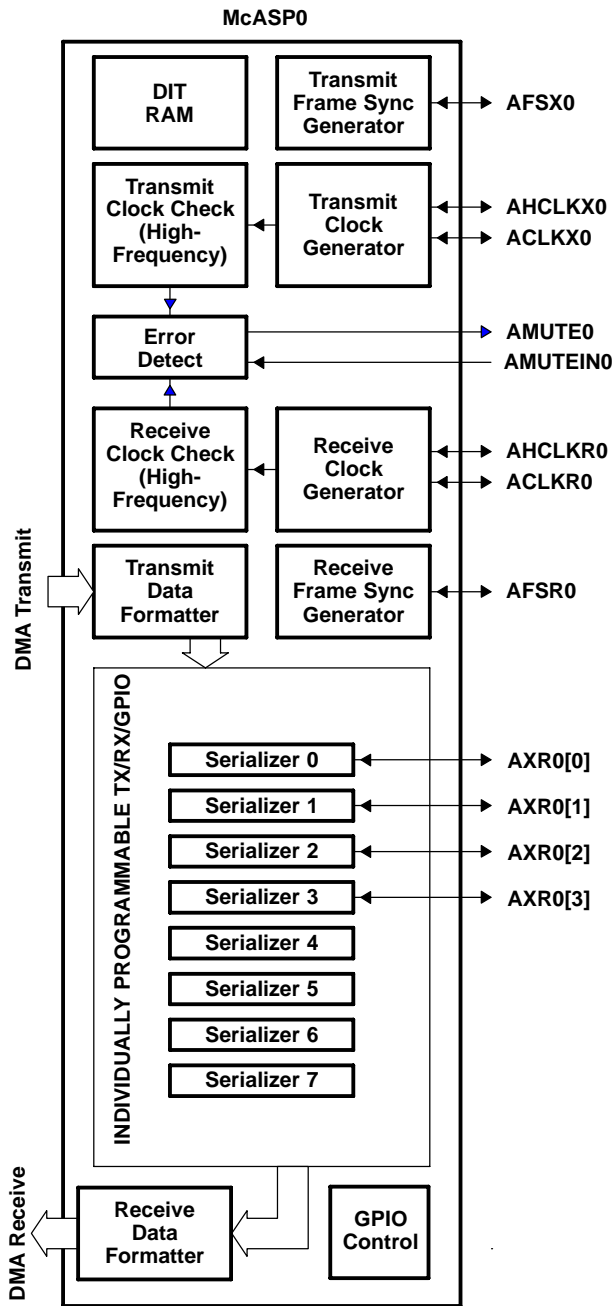 McASP0
DIT
RAM
Transmit
Frame Sync
Generator
AFSX0
Transmit
Clock Check
(High-
Frequency)
Transmit
Clock
Generator
AHCLKX0
ACLKX0
Error
Detect
AMUTE0
AMUTEIN0
Receive
Clock Check
(High-
Frequency)
Receive
Clock
Generator
AHCLKR0
ACLKR0
DMA Transmit
Transmit
Data
Formatter
Receive
Frame Sync
Generator
AFSR0
INDIVIDUALLY PROGRAMMABLE TX/RX/GPIO
Serializer 0
AXR0[0]
Serializer 1
AXR0[1]
Serializer 2
AXR0[2]
Serializer 3
AXR0[3]
Serializer 4
Serializer 5
Serializer 6
Serializer 7
DMA Receive
Receive
Data
Formatter
GPIO
Control